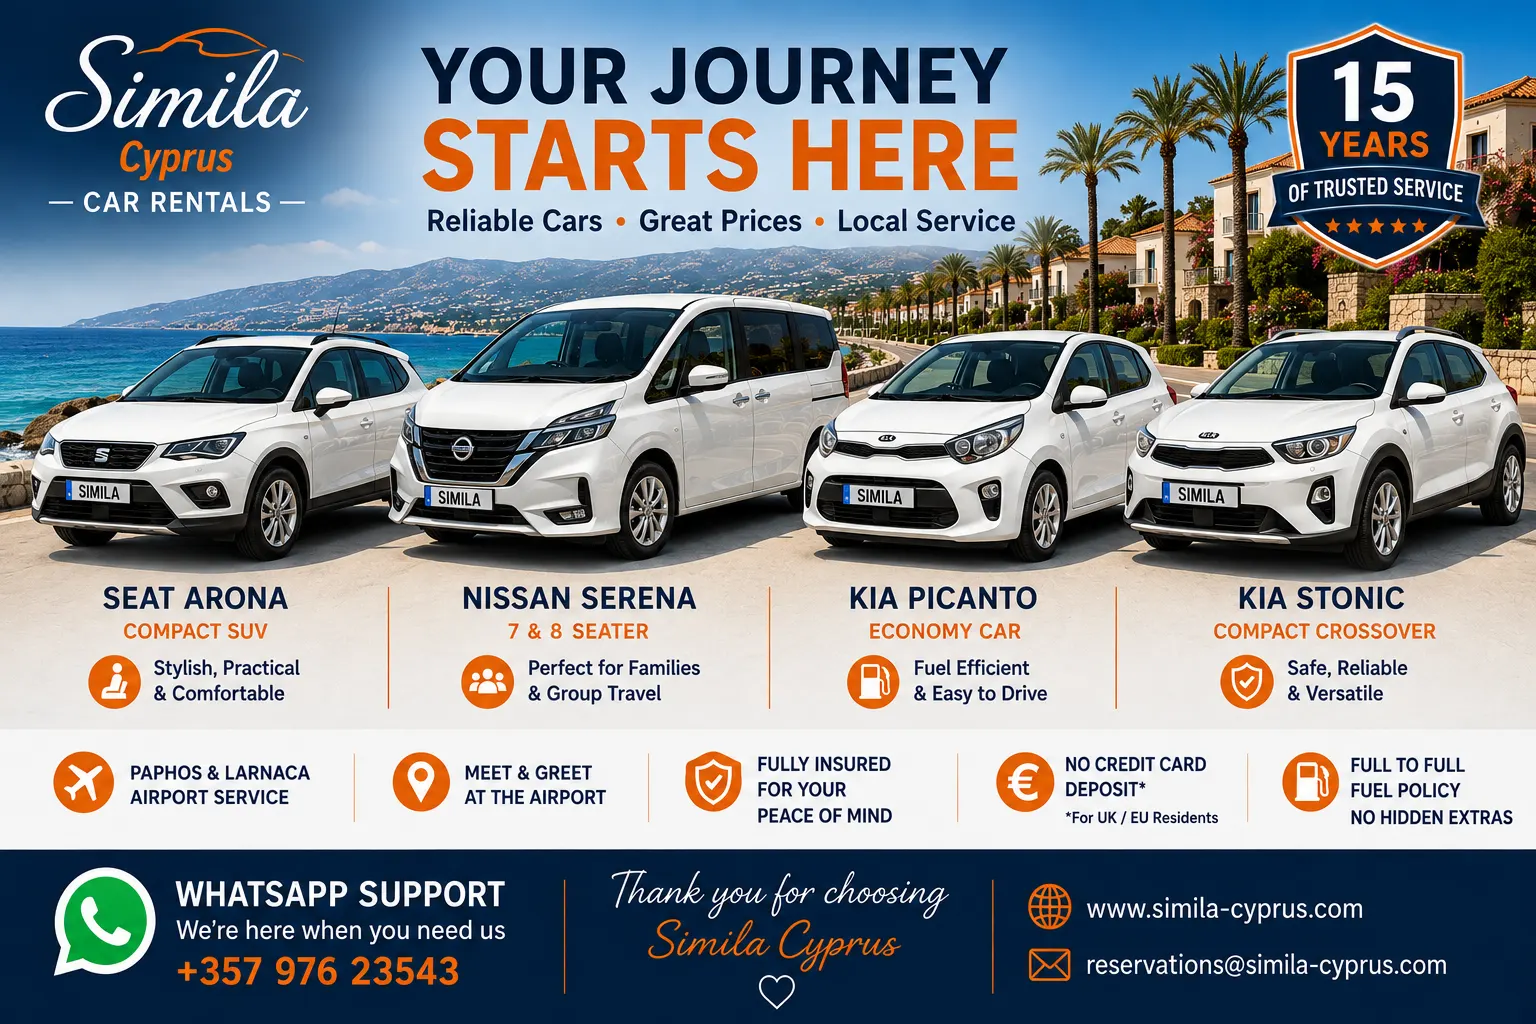 Simila
Cyprus
CAR RENTALS
YOUR JOURNEY
STARTS HERE
Reliable Cars • Great Prices • Local Service
15
YEARS
OF TRUSTED SERVICE
SIMILA
SIMILA
SIMILA
SIMILA
SEAT ARONA
COMPACT SUV
Stylish, Practical
& Comfortable
NISSAN SERENA
7 & 8 SEATER
Perfect for Families
& Group Travel
KIA PICANTO
ECONOMY CAR
Fuel Efficient
& Easy to Drive
KIA STONIC
COMPACT CROSSOVER
Safe, Reliable
& Versatile
PAPHOS & LARNACA
AIRPORT SERVICE
MEET & GREET
AT THE AIRPORT
FULLY INSURED
FOR YOUR
PEACE OF MIND
NO CREDIT CARD
DEPOSIT*
*For UK / EU Residents
FULL TO FULL
FUEL POLICY
NO HIDDEN EXTRAS
WHATSAPP SUPPORT
We're here when you need us
+357 976 23543
Thank you for choosing
Simila Cyprus
www.simila-cyprus.com
reservations@simila-cyprus.com